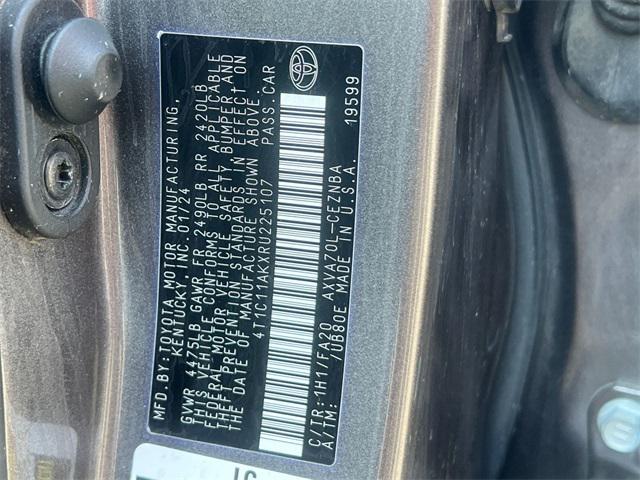 MFD. BY: TOYOTA MOTOR MANUFACTURING,
KENTUCKY, INC. 01/24
GVWR 4475LB GAWR FR 2490LB RR 2420LB
THIS VEHICLE CONFORMS TO ALL APPLICABLE
FEDERAL MOTOR VEHICLE SAFETY, BUMPER, AND
THEFT PREVENTION STANDARDS IN EFFECT ON
THE DATE OF MANUFACTURE SHOWN ABOVE.
4T1C11AKXRU225107 PASS. CAR
C/TR: 1H1/FA20 AXVA70L-CEZNBA 19599
A/TM: /UB80E MADE IN U.S.A.